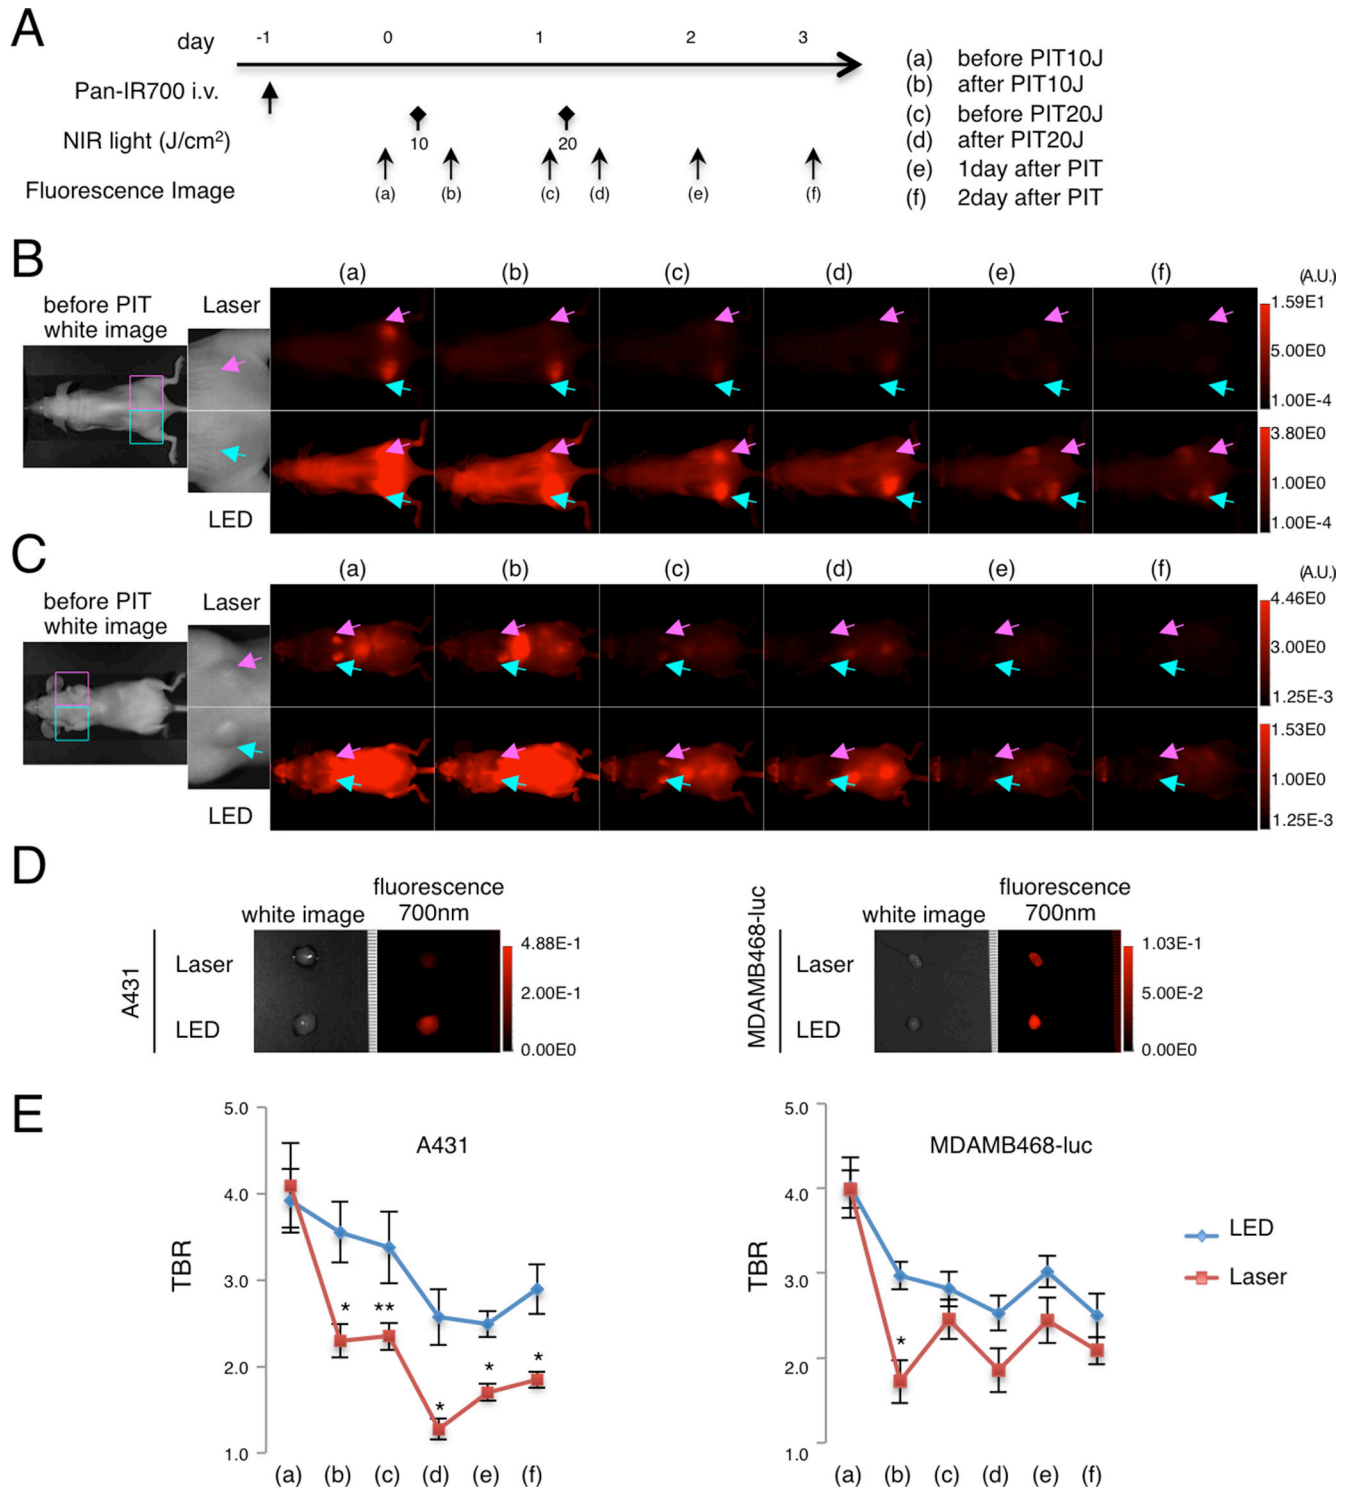 A
day -1 0 1 2 3
Pan-IR700 i.v.
NIR light (J/cm²) 10 20
Fluorescence Image (a) (b) (c) (d) (e) (f)
(a) before PIT10J
(b) after PIT10J
(c) before PIT20J
(d) after PIT20J
(e) 1day after PIT
(f) 2day after PIT
B
(a) (b) (c) (d) (e) (f) (A.U.)
before PIT
white image
Laser
LED
1.59E1
5.00E0
1.00E-4
3.80E0
1.00E0
1.00E-4
C
(a) (b) (c) (d) (e) (f) (A.U.)
before PIT
white image
Laser
LED
4.46E0
3.00E0
1.25E-3
1.53E0
1.00E0
1.25E-3
D
A431
white image
fluorescence
700nm
Laser
LED
4.88E-1
2.00E-1
0.00E0
MDAMB468-luc
white image
fluorescence
700nm
Laser
LED
1.03E-1
5.00E-2
0.00E0
E
A431
TBR
5.0
4.0
3.0
2.0
1.0
* ** * * *
(a) (b) (c) (d) (e) (f)
MDAMB468-luc
TBR
5.0
4.0
3.0
2.0
1.0
*
(a) (b) (c) (d) (e) (f)
LED
Laser